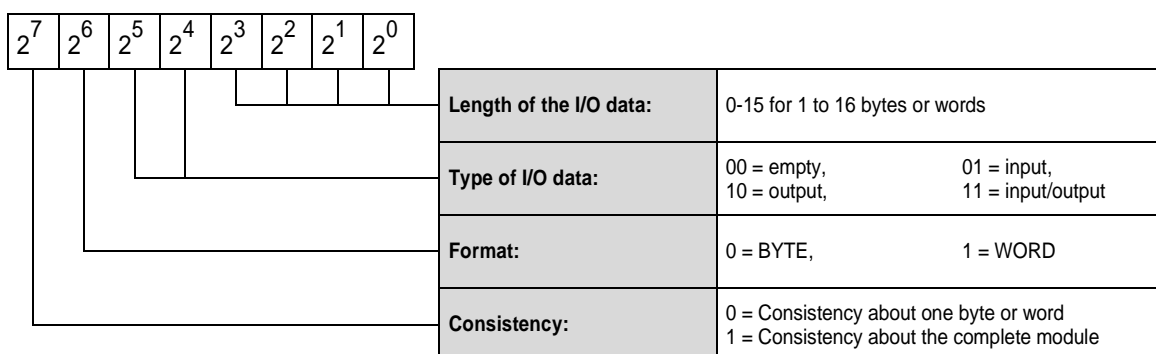 2^7 2^6 2^5 2^4 2^3 2^2 2^1 2^0
Length of the I/O data: 0-15 for 1 to 16 bytes or words
Type of I/O data: 00 = empty, 01 = input,
10 = output, 11 = input/output
Format: 0 = BYTE, 1 = WORD
Consistency: 0 = Consistency about one byte or word
1 = Consistency about the complete module